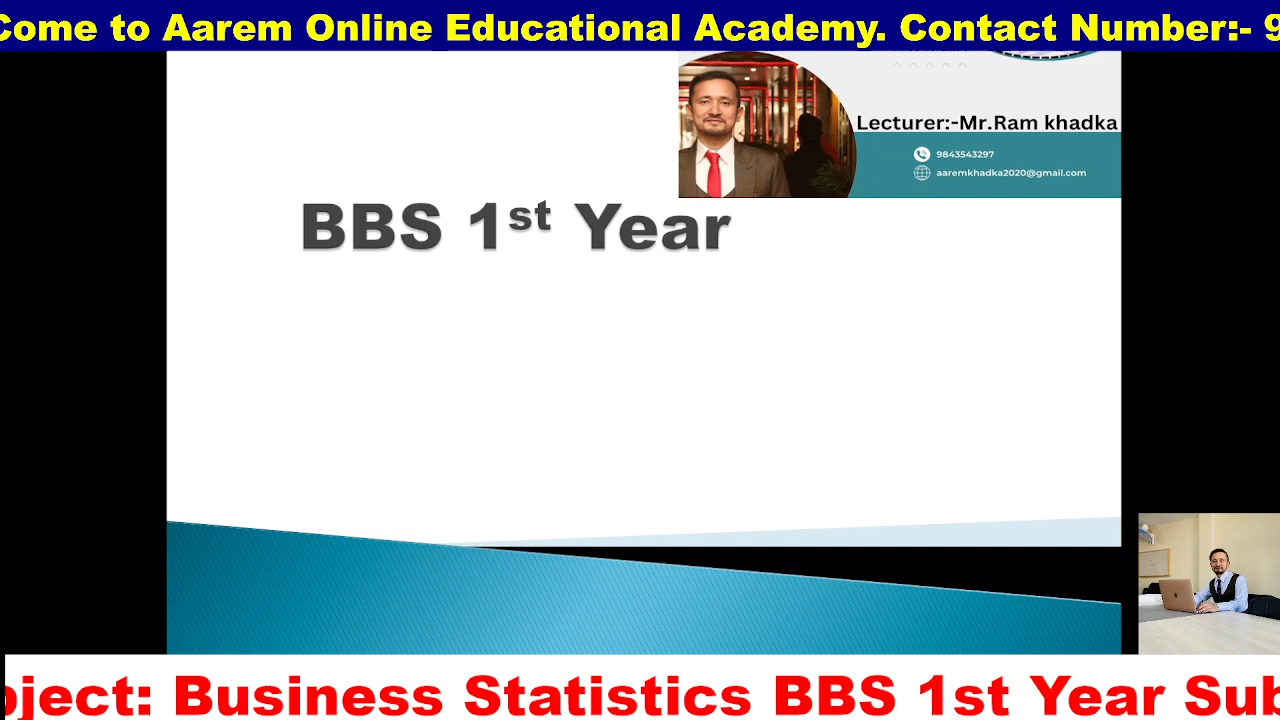 Come to Aarem Online Educational Academy. Contact Number:- 9
Lecturer:-Mr.Ram khadka
9843543297
aaremkhadka2020@gmail.com
BBS 1st Year
bject: Business Statistics BBS 1st Year Sub